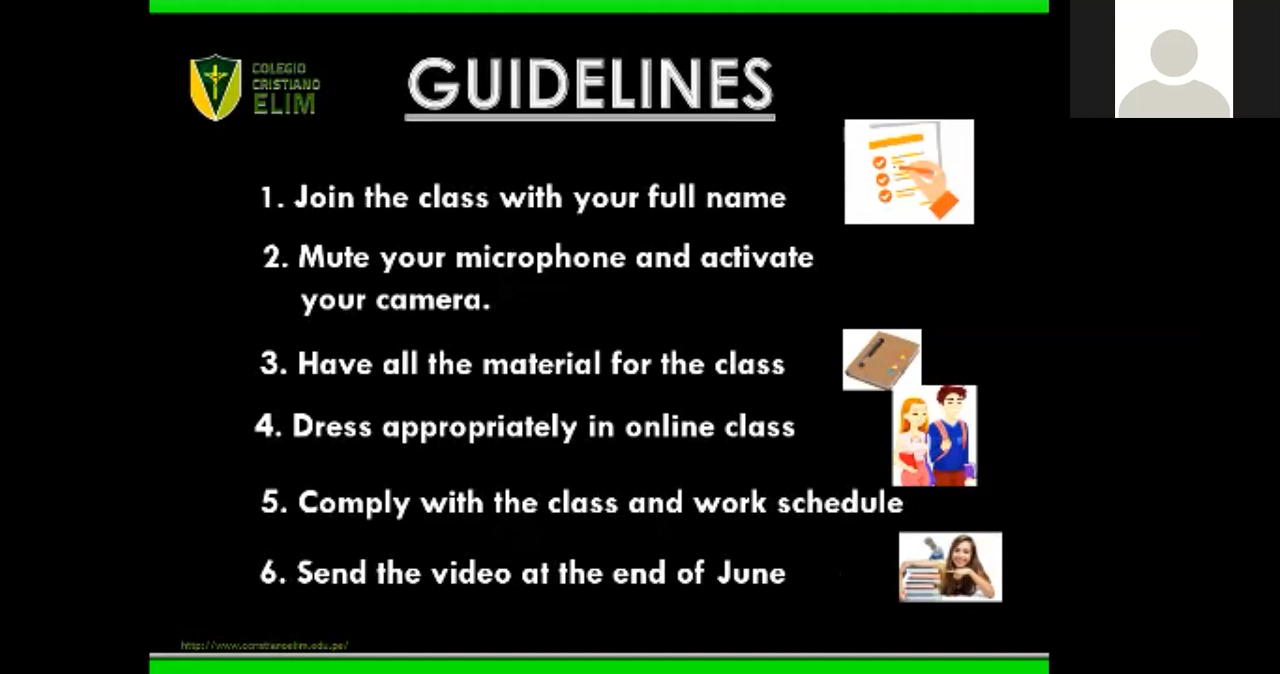 COLEGIO
CRISTIANO
ELIM
GUIDELINES
1. Join the class with your full name
2. Mute your microphone and activate
your camera.
3. Have all the material for the class
4. Dress appropriately in online class
5. Comply with the class and work schedule
6. Send the video at the end of June